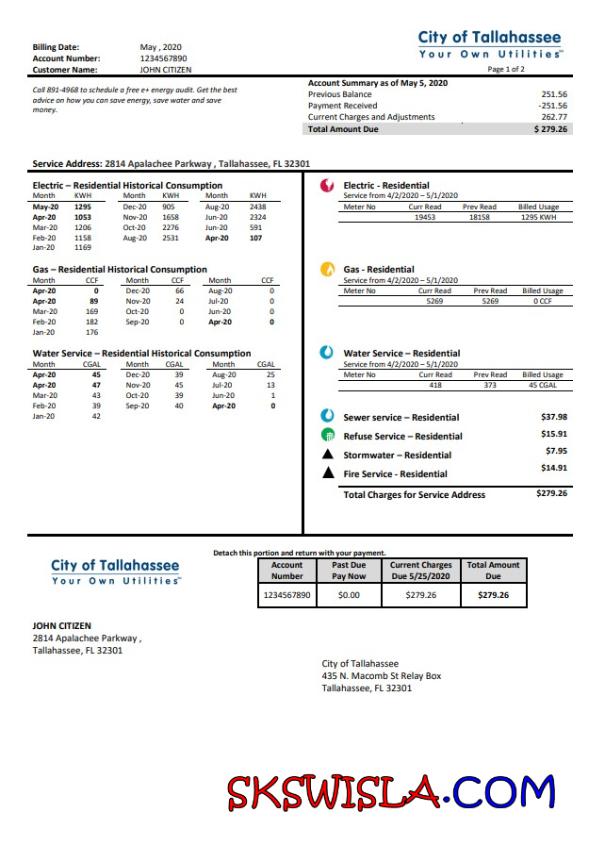 City of Tallahassee
Your Own Utilities™
Billing Date: May , 2020
Account Number: 1234567890
Customer Name: JOHN CITIZEN
Page 1 of 2
Call 891-4968 to schedule a free e+ energy audit. Get the best
advice on how you can save energy, save water and save
money.
Account Summary as of May 5, 2020
Previous Balance 251.56
Payment Received -251.56
Current Charges and Adjustments 262.77
Total Amount Due $ 279.26
Service Address: 2814 Apalachee Parkway , Tallahassee, FL 32301
Electric – Residential Historical Consumption
Month KWH Month KWH Month KWH
May-20 1295 Dec-20 905 Aug-20 2438
Apr-20 1053 Nov-20 1658 Jun-20 2324
Mar-20 1206 Oct-20 2276 Jun-20 591
Feb-20 1158 Aug-20 2531 Apr-20 107
Jan-20 1169
Gas – Residential Historical Consumption
Month CCF Month CCF Month CCF
Apr-20 0 Dec-20 66 Aug-20 0
Apr-20 89 Nov-20 24 Jul-20 0
Mar-20 169 Oct-20 0 Jun-20 0
Feb-20 182 Sep-20 0 Apr-20 0
Jan-20 176
Water Service – Residential Historical Consumption
Month CGAL Month CGAL Month CGAL
Apr-20 45 Dec-20 39 Aug-20 25
Apr-20 47 Nov-20 45 Jul-20 13
Mar-20 43 Oct-20 39 Jun-20 1
Feb-20 39 Sep-20 40 Apr-20 0
Jan-20 42
Electric - Residential
Service from 4/2/2020 – 5/1/2020
Meter No Curr Read Prev Read Billed Usage
19453 18158 1295 KWH
Gas - Residential
Service from 4/2/2020 – 5/1/2020
Meter No Curr Read Prev Read Billed Usage
5269 5269 0 CCF
Water Service – Residential
Service from 4/2/2020 – 5/1/2020
Meter No Curr Read Prev Read Billed Usage
418 373 45 CGAL
Sewer service – Residential $37.98
Refuse Service – Residential $15.91
Stormwater – Residential $7.95
Fire Service - Residential $14.91
Total Charges for Service Address $279.26
Detach this portion and return with your payment.
City of Tallahassee
Your Own Utilities™
Account Number Past Due Pay Now Current Charges Due 5/25/2020 Total Amount Due
1234567890 $0.00 $279.26 $279.26
JOHN CITIZEN
2814 Apalachee Parkway ,
Tallahassee, FL 32301
City of Tallahassee
435 N. Macomb St Relay Box
Tallahassee, FL 32301
SKSWISLA.COM